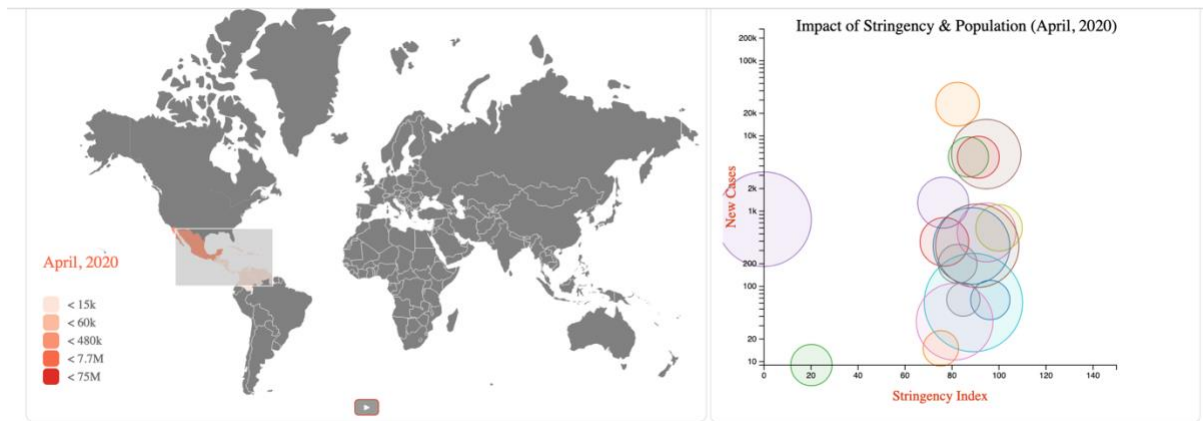 April, 2020
< 15k
< 60k
< 480k
< 7.7M
< 75M
Impact of Stringency & Population (April, 2020)
New Cases
200k
100k
20k
10k
2k
1k
200
100
20
10
0
20
40
60
80
100
120
140
Stringency Index